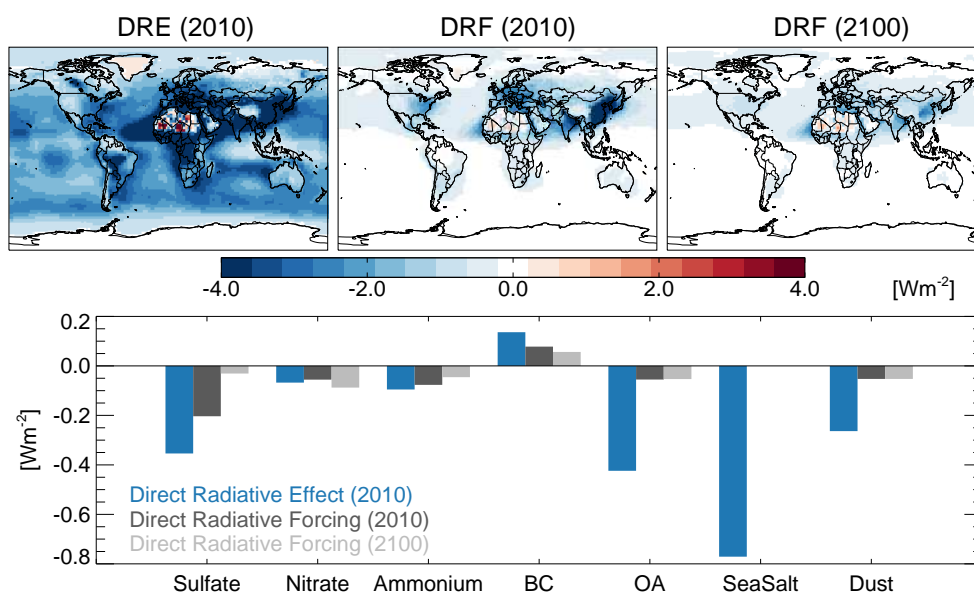 DRE (2010) DRF (2010) DRF (2100)
-4.0 -2.0 0.0 2.0 4.0 [Wm-2]
0.2
0.0
-0.2
-0.4
-0.6
-0.8
[Wm-2]
Direct Radiative Effect (2010)
Direct Radiative Forcing (2010)
Direct Radiative Forcing (2100)
Sulfate Nitrate Ammonium BC OA SeaSalt Dust